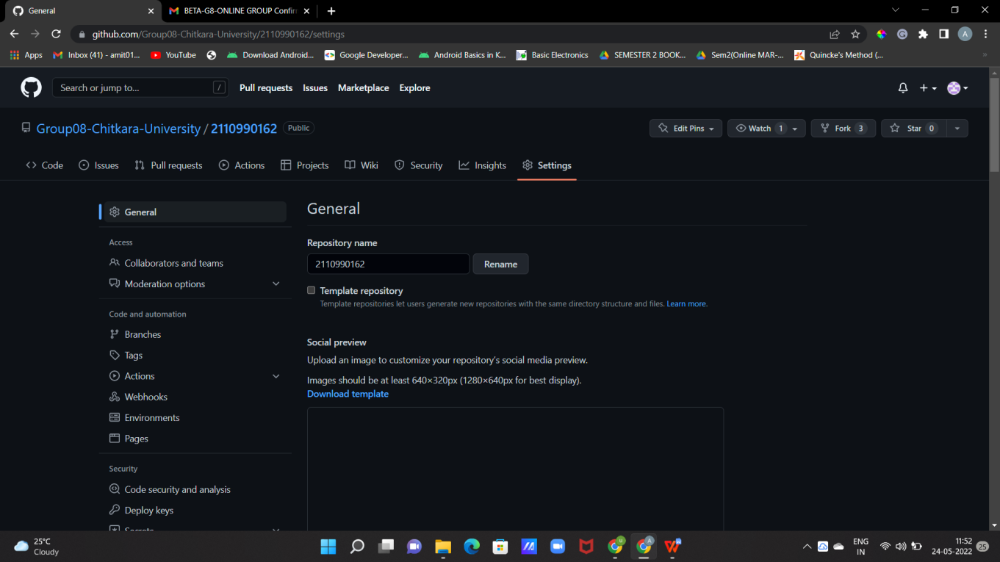 General
BETA-G8-ONLINE GROUP Confir
github.com/Group08-Chitkara-University/2110990162/settings
A
Apps
Inbox (41) - amit01...
YouTube
Download Android...
Google Developer...
Android Basics in K...
Basic Electronics
SEMESTER 2 BOOK...
Sem2(Online MAR-...
Quincke's Method (...
»
Search or jump to...
/
Pull requests
Issues
Marketplace
Explore
Group08-Chitkara-University / 2110990162
Public
Edit Pins
Watch 1
Fork 3
Star 0
Code
Issues
Pull requests
Actions
Projects
Wiki
Security
Insights
Settings
General
Access
Collaborators and teams
Moderation options
Code and automation
Branches
Tags
Actions
Webhooks
Environments
Pages
Security
Code security and analysis
Deploy keys
Secrets
General
Repository name
2110990162
Rename
Template repository
Template repositories let users generate new repositories with the same directory structure and files. Learn more.
Social preview
Upload an image to customize your repository's social media preview.
Images should be at least 640×320px (1280×640px for best display).
Download template
25°C
Cloudy
ENG
IN
11:52
24-05-2022
25